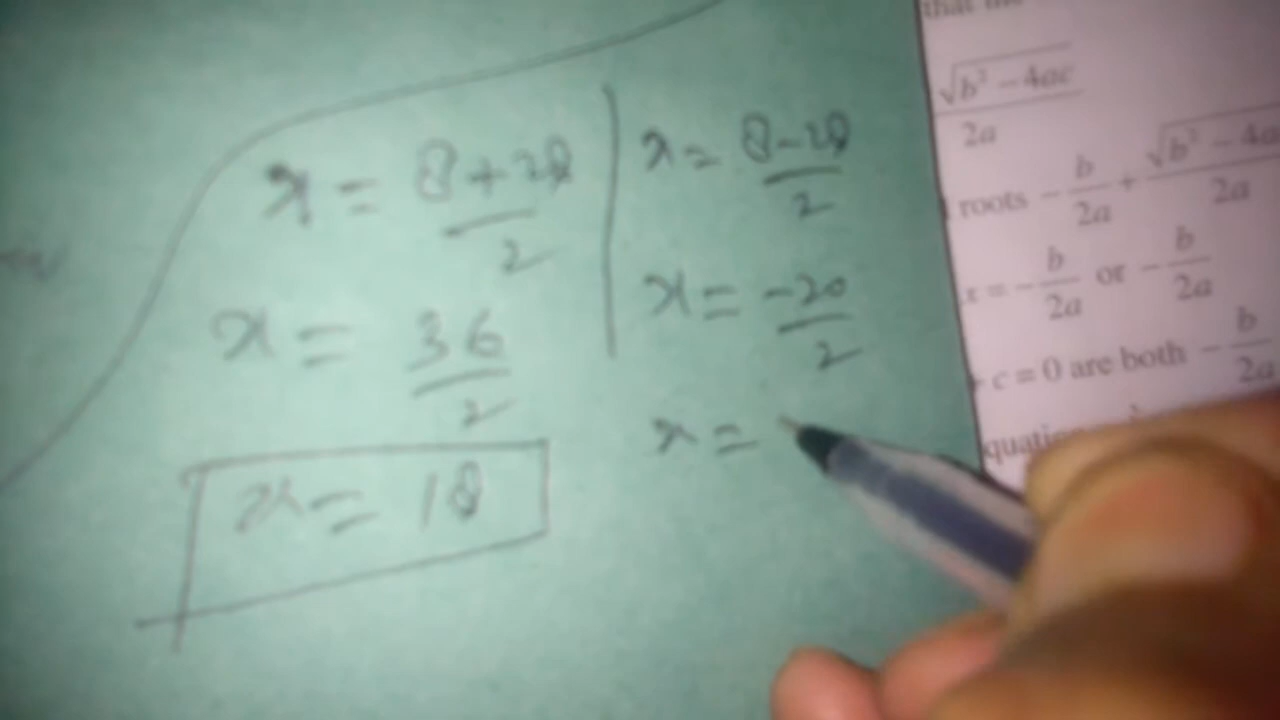 x = 8+28/2
x = 36/2
x = 18
x = 8-28/2
x = -20/2
x =
that
√b² - 4ac/2a
roots - b/2a + √b² - 4a/2a
x = - b/2a or - b/2a
c = 0 are both - b/2a